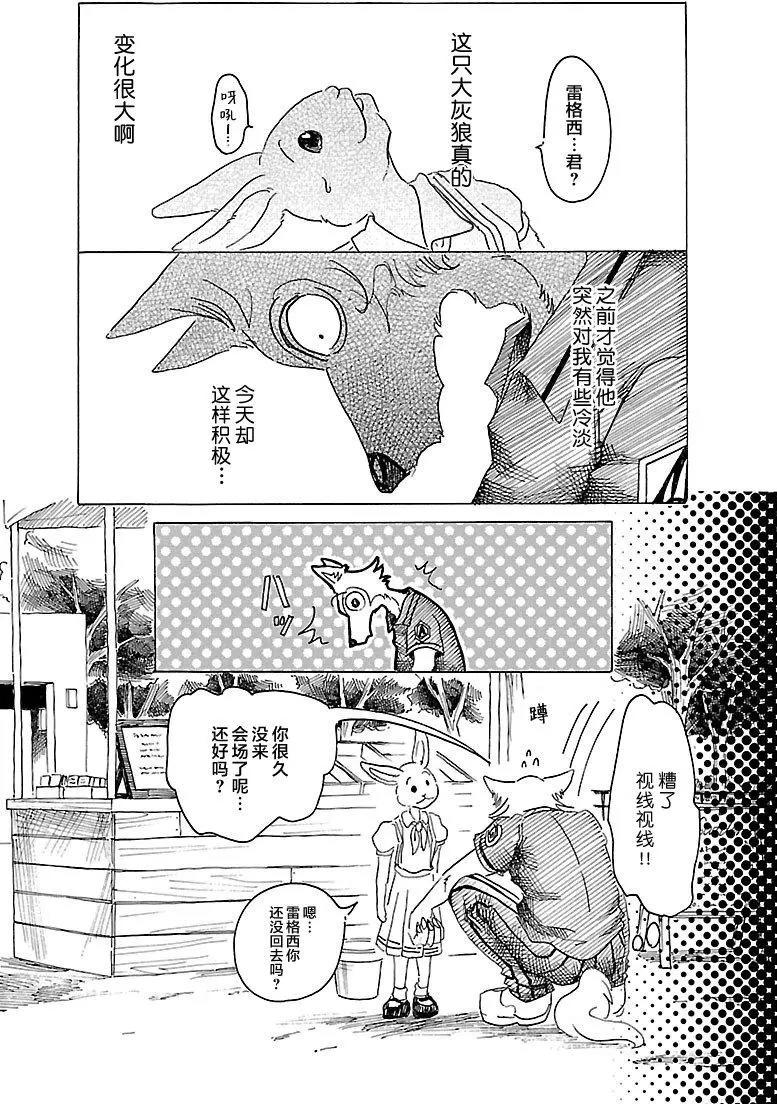 雷格西…君？
这只大灰狼真的
呀吼—…
变化很大啊
之前才觉得他
突然对我有些冷淡
今天却
这样积极…
バ
ッ
蹲
糟了
视线视线!!
你很久
没来
会场了呢…
还好吗？
嗯…
雷格西你
还没回去吗？